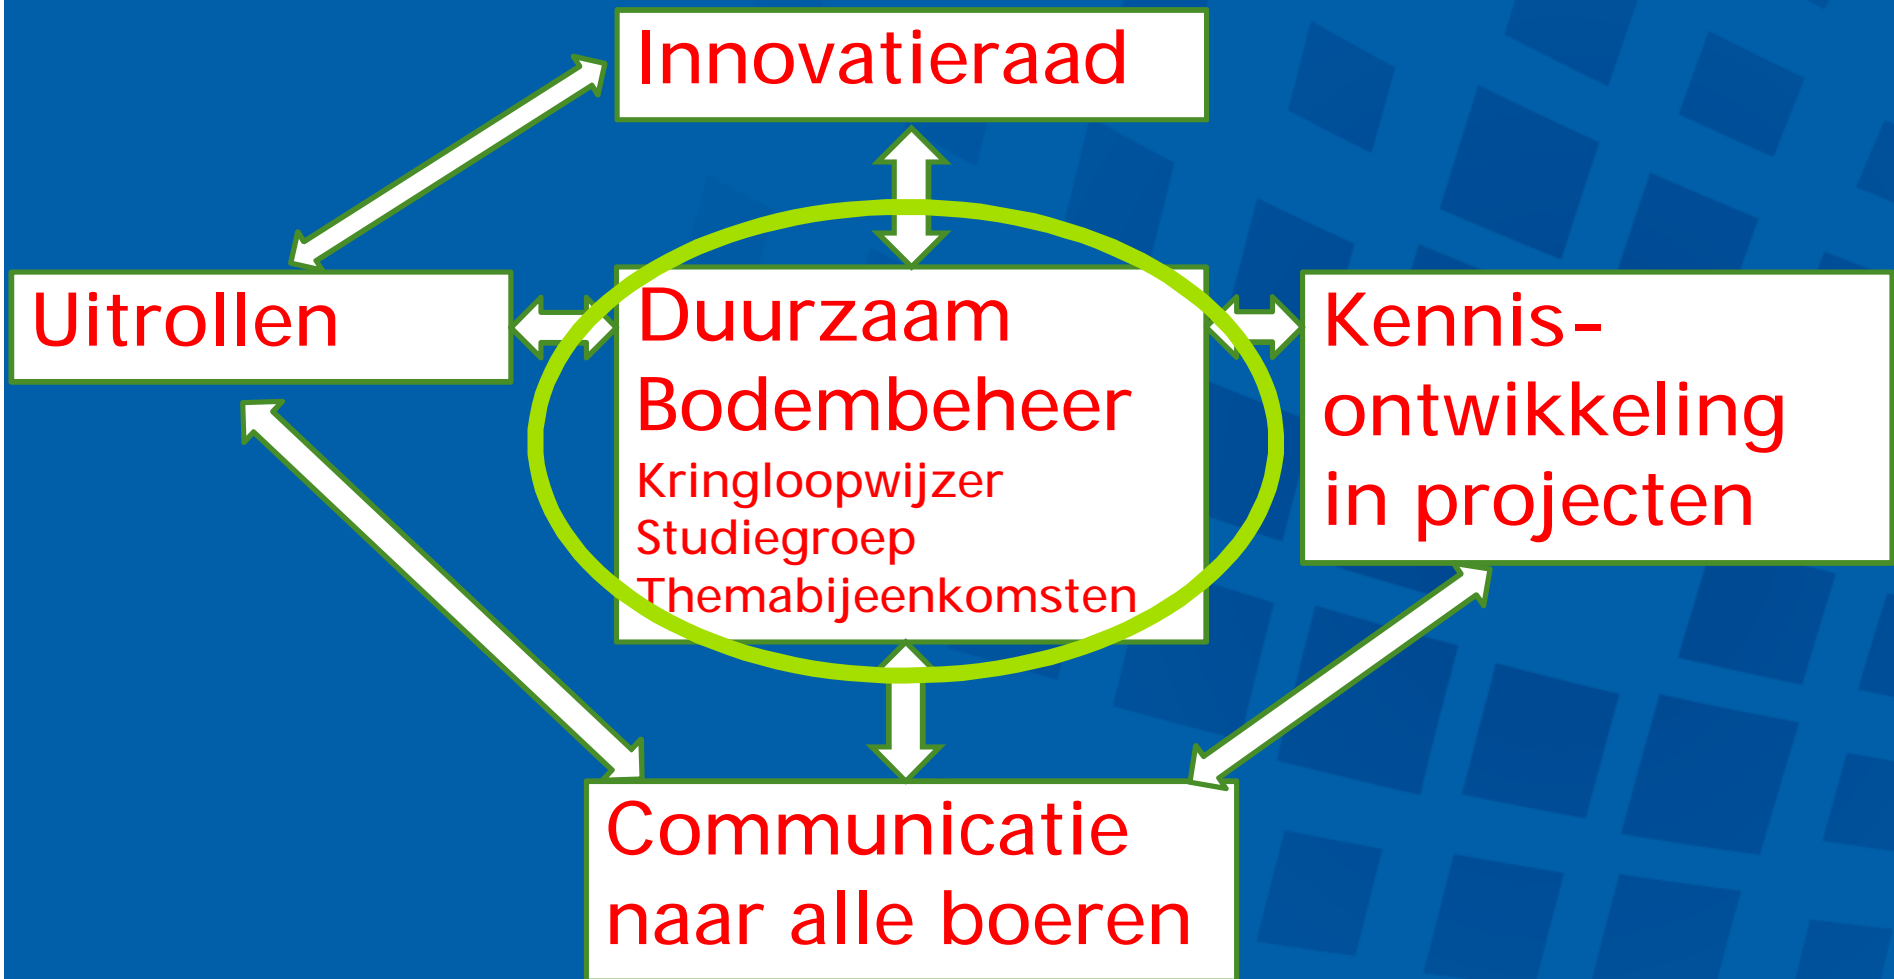 Innovatieraad
Uitrollen
Duurzaam
Bodembeheer
Kringloopwijzer
Studiegroep
Themabijeenkomsten
Kennis-
ontwikkeling
in projecten
Communicatie
naar alle boeren